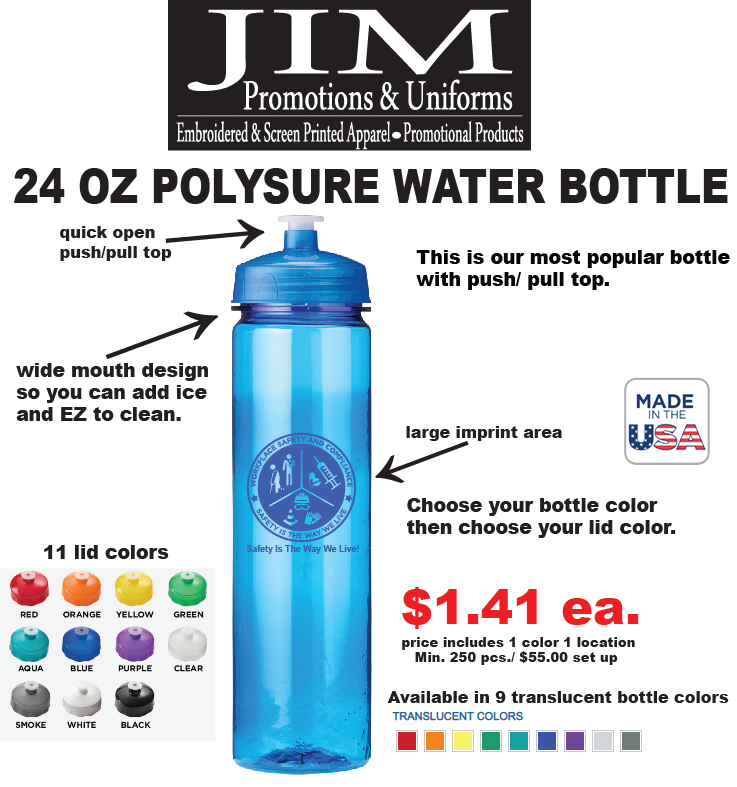 JIM
Promotions & Uniforms
Embroidered & Screen Printed Apparel•Promotional Products
24 OZ POLYSURE WATER BOTTLE
quick open
push/pull top
This is our most popular bottle
with push/ pull top.
wide mouth design
so you can add ice
and EZ to clean.
MADE
IN THE
USA
large imprint area
WORKPLACE SAFETY AND COMPLIANCE
SAFETY IS THE WAY WE LIVE
Safety Is The Way We Live!
Choose your bottle color
then choose your lid color.
11 lid colors
RED ORANGE YELLOW GREEN
AQUA BLUE PURPLE CLEAR
SMOKE WHITE BLACK
$1.41 ea.
price includes 1 color 1 location
Min. 250 pcs./ $55.00 set up
Available in 9 translucent bottle colors
TRANSLUCENT COLORS